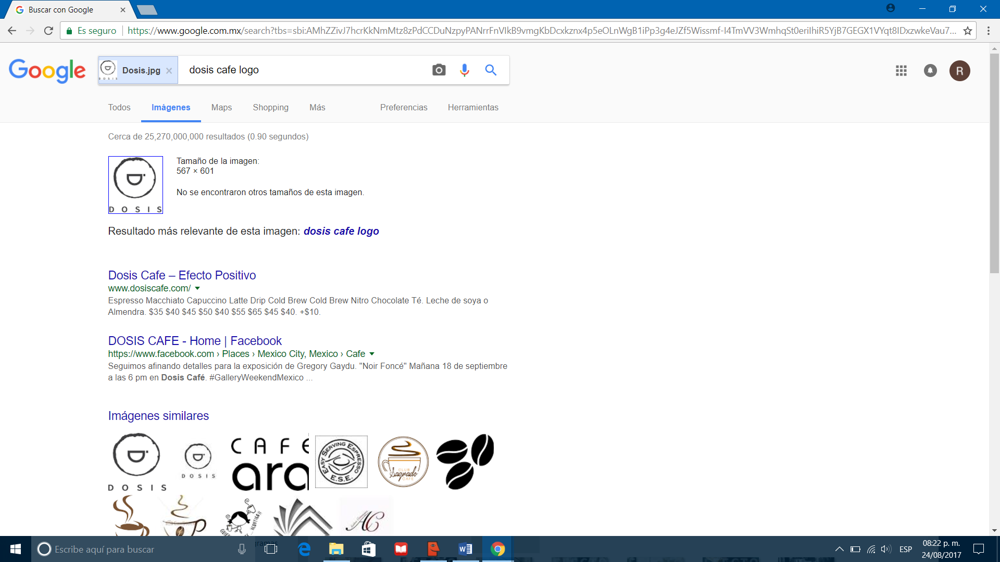 Buscar con Google
Es seguro
https://www.google.com.mx/search?tbs=sbi:AMhZZivJ7hcrKkNmMtz8zPdCCDuNzpyPANrrFnVIkB9vmgKbDcxkznx4p5eOLnWgB1iPp3g4eJZf5Wissmf-I4TmVV3WmhqSt0eriIhiR5YjB7GEGX1VYqt8IDxzwkeVau7...
Google
DOSIS
Dosis.jpg
dosis cafe logo
R
Todos
Imágenes
Maps
Shopping
Más
Preferencias
Herramientas
Cerca de 25,270,000,000 resultados (0.90 segundos)
DOSIS
Tamaño de la imagen:
567 × 601
No se encontraron otros tamaños de esta imagen.
Resultado más relevante de esta imagen: dosis cafe logo
Dosis Cafe – Efecto Positivo
www.dosiscafe.com/
Espresso Macchiato Capuccino Latte Drip Cold Brew Cold Brew Nitro Chocolate Té. Leche de soya o
Almendra. $35 $40 $45 $50 $40 $55 $65 $45 $40. +$10.
DOSIS CAFE - Home | Facebook
https://www.facebook.com › Places › Mexico City, Mexico › Cafe
Seguimos afinando detalles para la exposición de Gregory Gaydu. "Noir Foncé" Mañana 18 de septiembre
a las 6 pm en Dosis Café. #GalleryWeekendMexico ...
Imágenes similares
DOSIS
DOSIS
CAFE
ara
EASY SERVING ESPRESSO
E.S.E.
CLUB
Sagrado
CAFÉ
AC
Escribe aquí para buscar
ESP
08:22 p. m.
24/08/2017